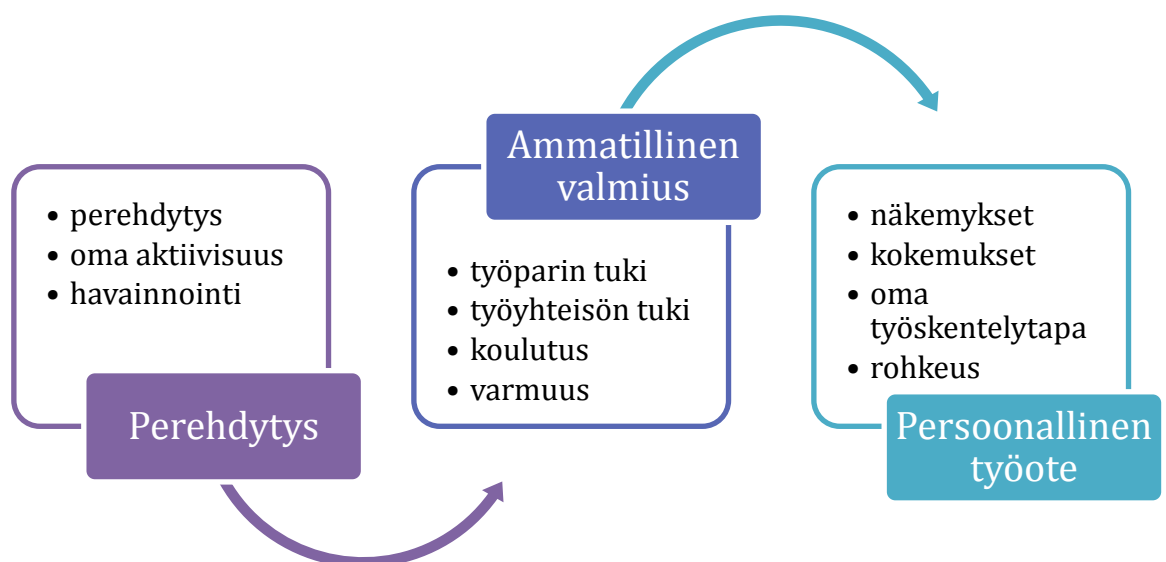 • perehdytys
• oma aktiivisuus
• havainnointi
Perehdytys
Ammatillinen
valmius
• työparin tuki
• työyhteisön tuki
• koulutus
• varmuus
• näkemykset
• kokemukset
• oma
työskentelytapa
• rohkeus
Persoonallinen
työote